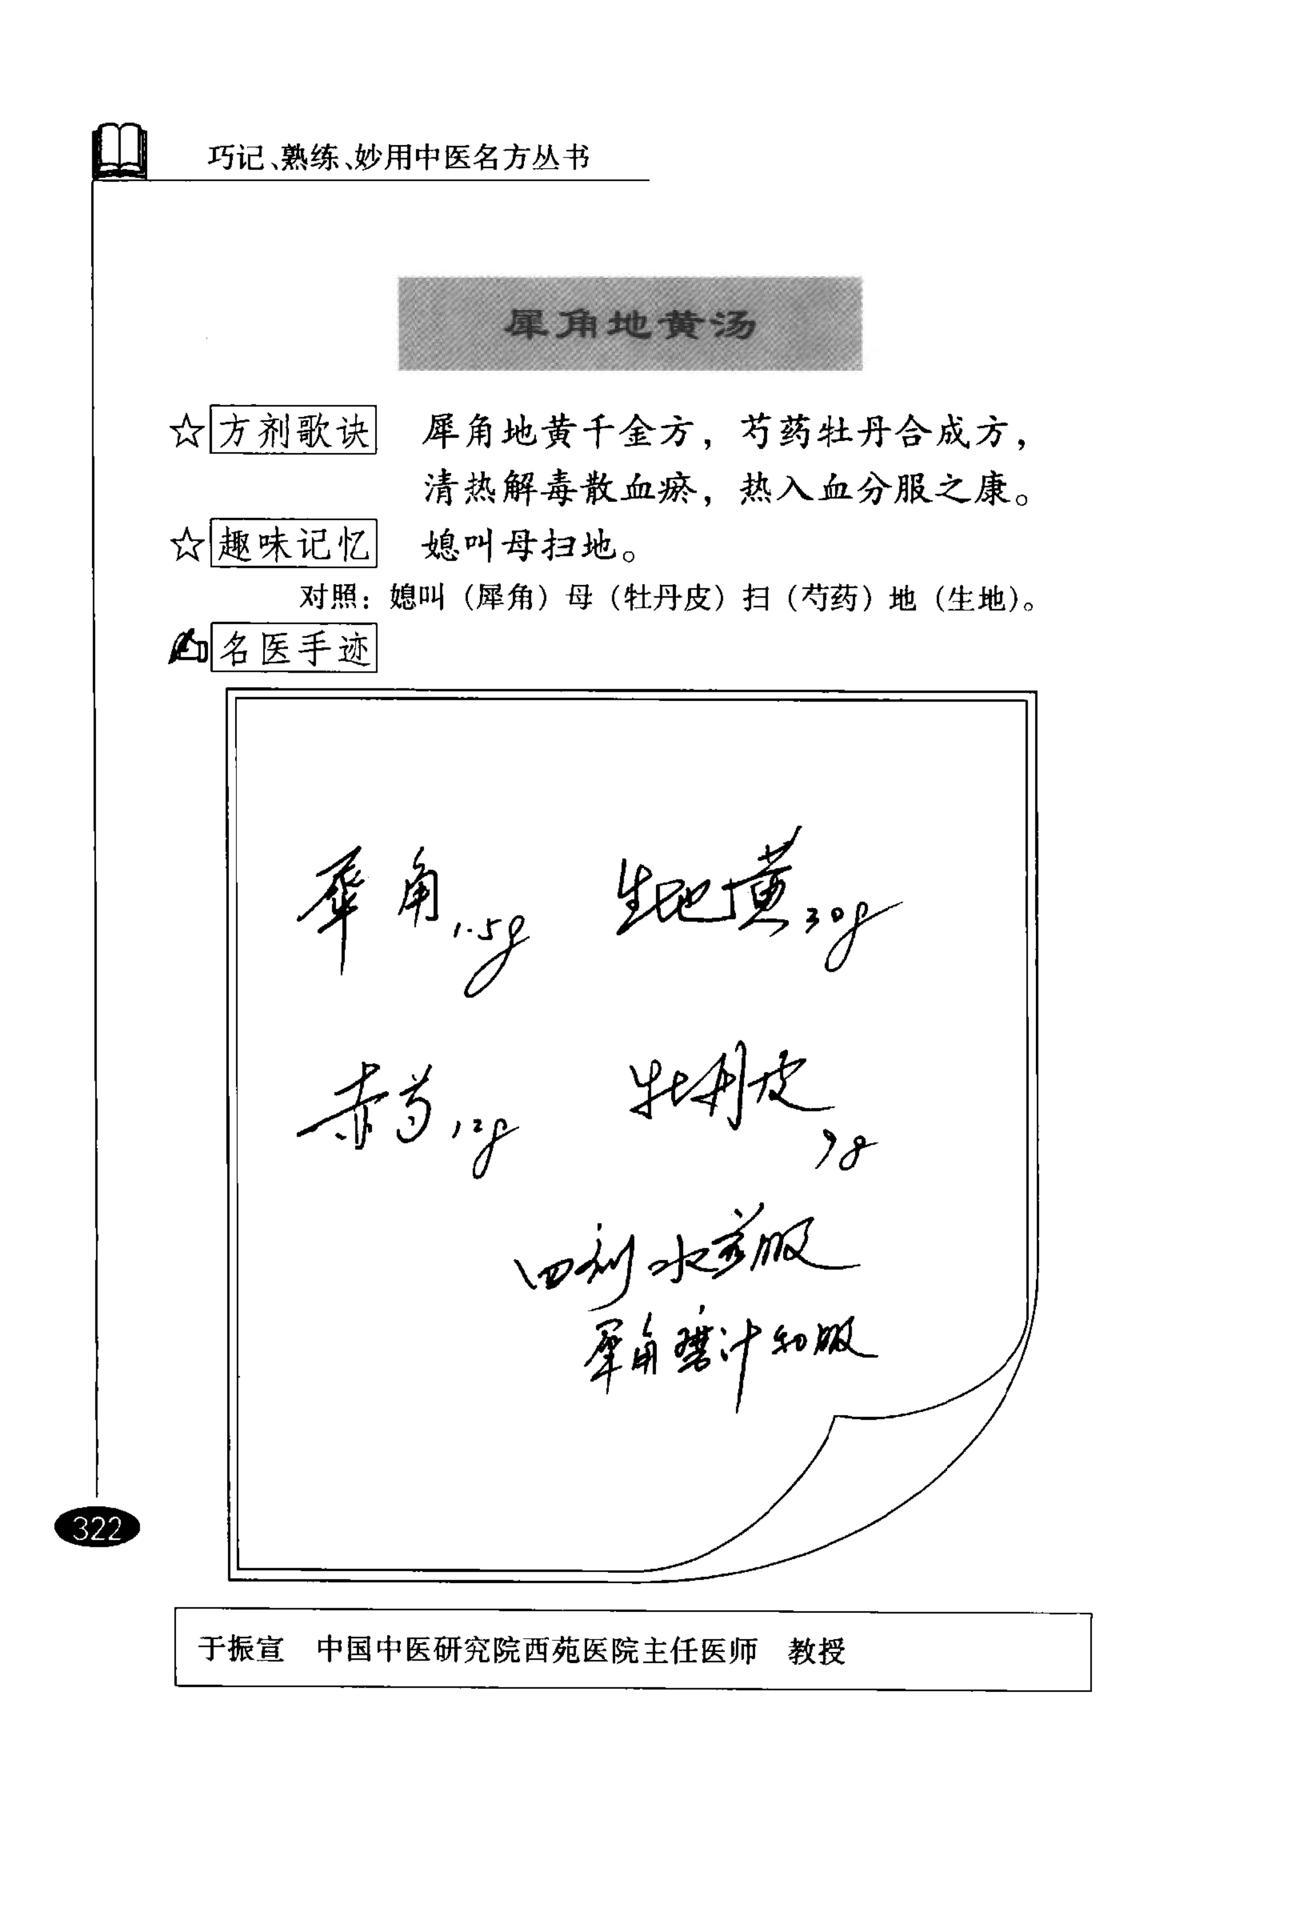 巧记、熟练、妙用中医名方丛书
犀角地黄汤
☆方剂歌诀 犀角地黄千金方，芍药牡丹合成方，
清热解毒散血瘀，热入血分服之康。
☆趣味记忆 媳叫母扫地。
对照：媳叫（犀角）母（牡丹皮）扫（芍药）地（生地）。
名医手迹
犀角1.5g 生地黄30g
赤芍12g 牡丹皮9g
四剂 水煎服
犀角磨汁和服
322
于振宣 中国中医研究院西苑医院主任医师 教授